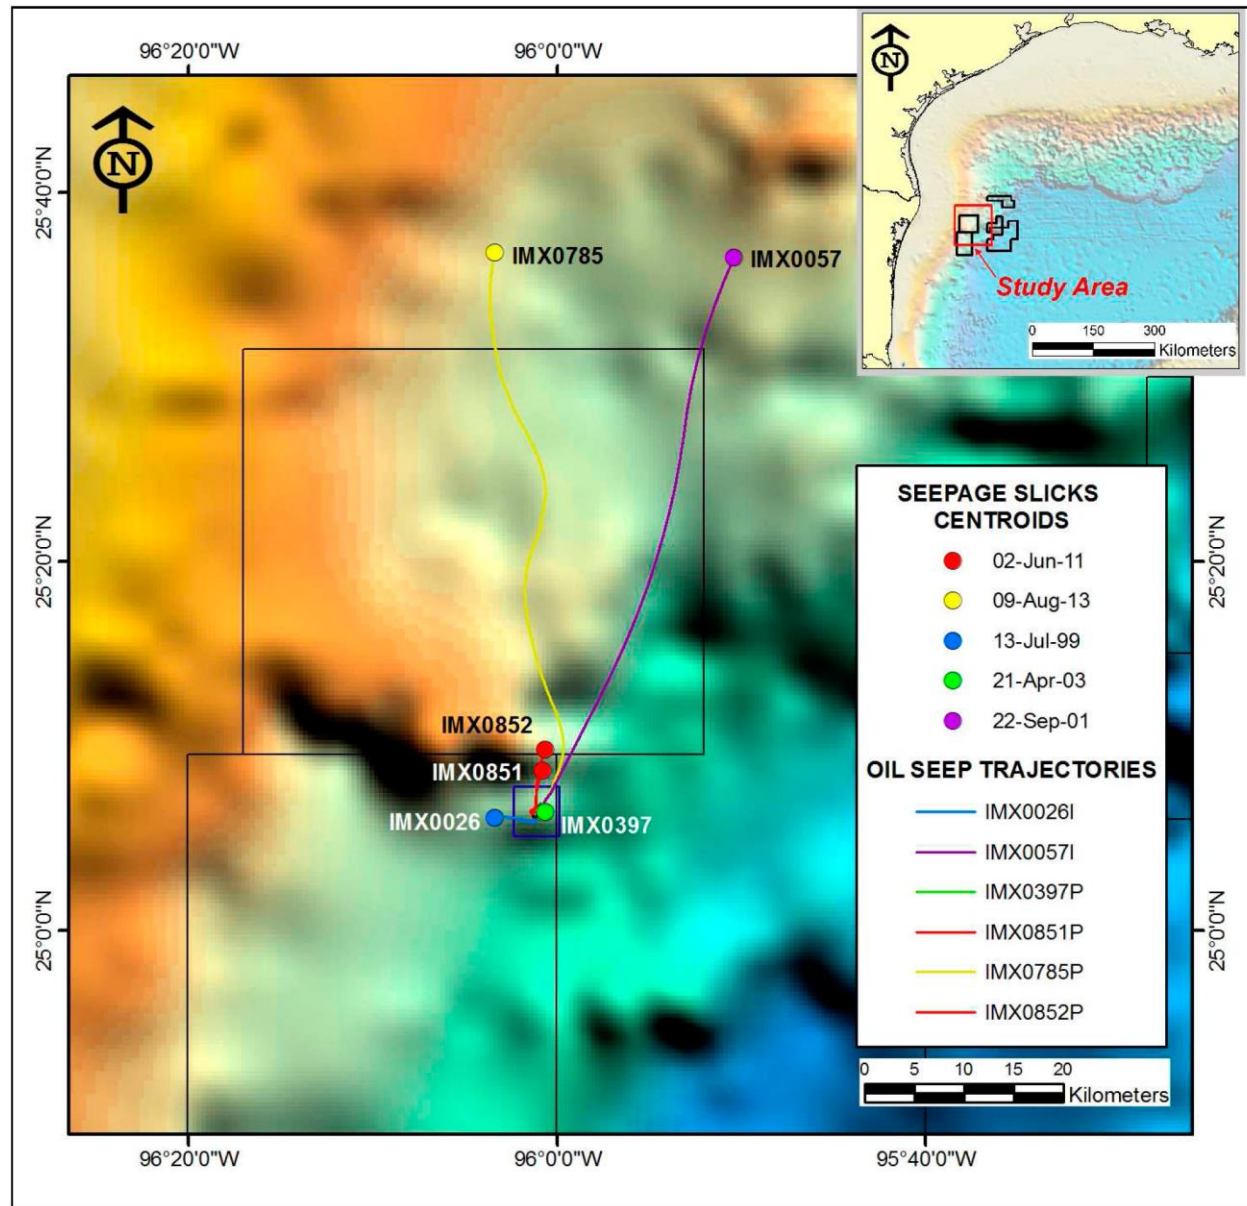 96°20'0"W
96°0'0"W
N
N
Study Area
0 150 300
Kilometers
25°40'0"N
25°20'0"N
25°0'0"N
25°20'0"N
25°0'0"N
IMX0785
IMX0057
IMX0852
IMX0851
IMX0026
IMX0397
SEEPAGE SLICKS
CENTROIDS
02-Jun-11
09-Aug-13
13-Jul-99
21-Apr-03
22-Sep-01
OIL SEEP TRAJECTORIES
IMX0026I
IMX0057I
IMX0397P
IMX0851P
IMX0785P
IMX0852P
0 5 10 15 20
Kilometers
96°20'0"W
96°0'0"W
95°40'0"W